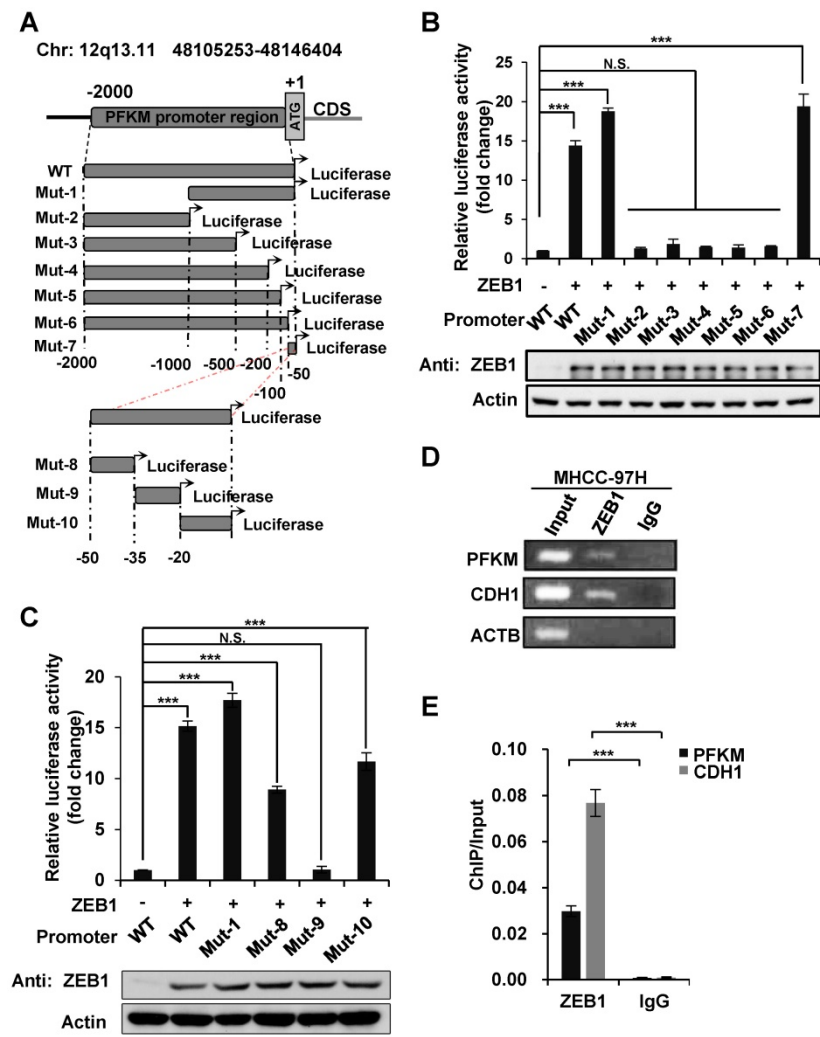 A
Chr: 12q13.11 48105253-48146404
-2000
+1
PFKM promoter region
ATG
CDS
WT
Luciferase
Mut-1
Luciferase
Mut-2
Luciferase
Mut-3
Luciferase
Mut-4
Luciferase
Mut-5
Luciferase
Mut-6
Luciferase
Mut-7
Luciferase
-2000
-1000
-500
-200
-50
-100
Luciferase
Mut-8
Luciferase
Mut-9
Luciferase
Mut-10
Luciferase
-50
-35
-20
B
Relative luciferase activity
(fold change)
25
20
15
10
5
0
***
N.S.
***
***
ZEB1 - + + + + + + + +
Promoter WT WT Mut-1 Mut-2 Mut-3 Mut-4 Mut-5 Mut-6 Mut-7
Anti: ZEB1
Actin
C
Relative luciferase activity
(fold change)
20
15
10
5
0
***
N.S.
***
***
***
ZEB1 - + + + + +
Promoter WT WT Mut-1 Mut-8 Mut-9 Mut-10
Anti: ZEB1
Actin
D
MHCC-97H
Input ZEB1 IgG
PFKM
CDH1
ACTB
E
ChIP/Input
0.10
0.08
0.06
0.04
0.02
0.00
***
***
PFKM
CDH1
ZEB1 IgG